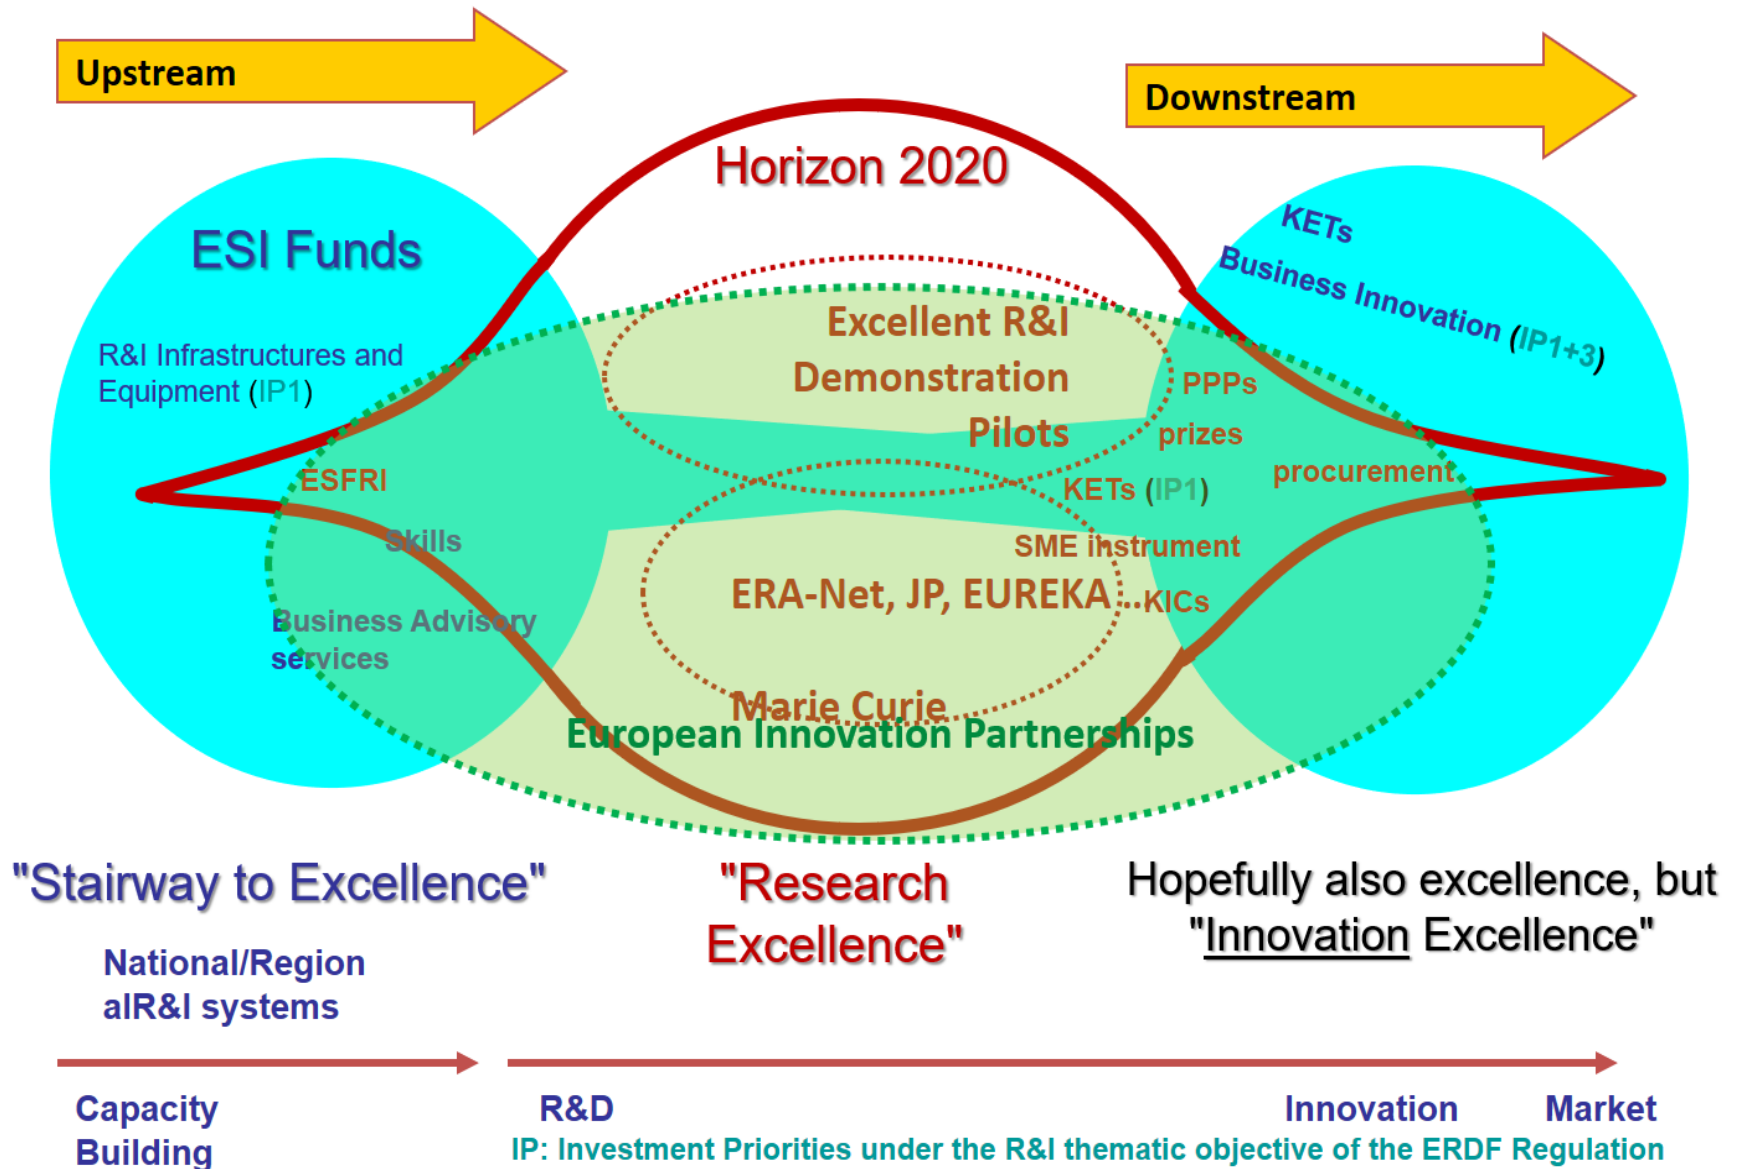 Upstream
Downstream
Horizon 2020
ESI Funds
KETs
Business Innovation (IP1+3)
R&I Infrastructures and
Equipment (IP1)
Excellent R&I
Demonstration
Pilots
PPPs
prizes
procurement
ESFRI
KETs (IP1)
Skills
SME instrument
ERA-Net, JP, EUREKA ...
KICs
Business Advisory
services
Marie Curie
European Innovation Partnerships
"Stairway to Excellence"
"Research
Excellence"
Hopefully also excellence, but
"Innovation Excellence"
National/Region
alR&I systems
Capacity
Building
R&D
Innovation
Market
IP: Investment Priorities under the R&I thematic objective of the ERDF Regulation